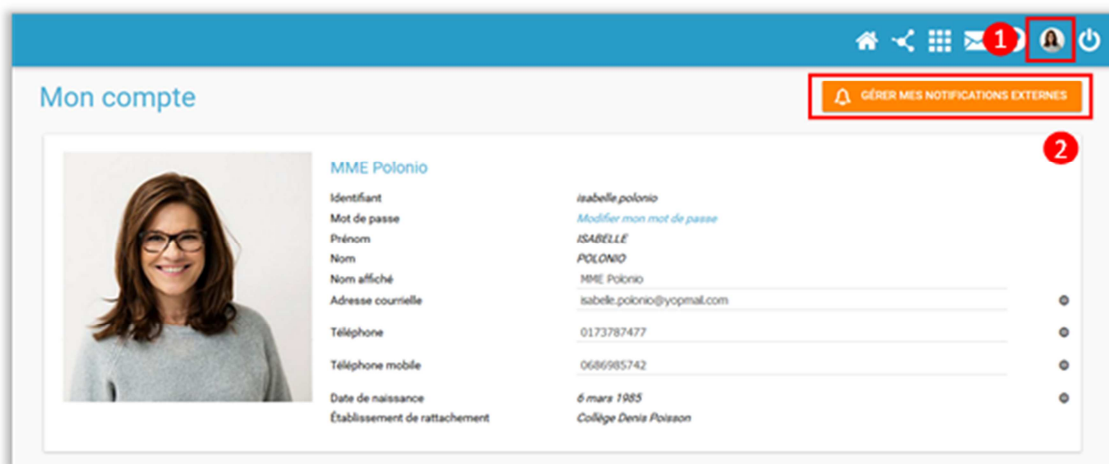 1
Mon compte
GÉRER MES NOTIFICATIONS EXTERNES
2
MME Polonio
Identifiant isabelle.polonio
Mot de passe Modifier mon mot de passe
Prénom ISABELLE
Nom POLONIO
Nom affiché MME Polonio
Adresse courrielle isabelle.polonio@yopmail.com
Téléphone 0173787477
Téléphone mobile 0686985742
Date de naissance 6 mars 1985
Établissement de rattachement Collège Denis Poisson